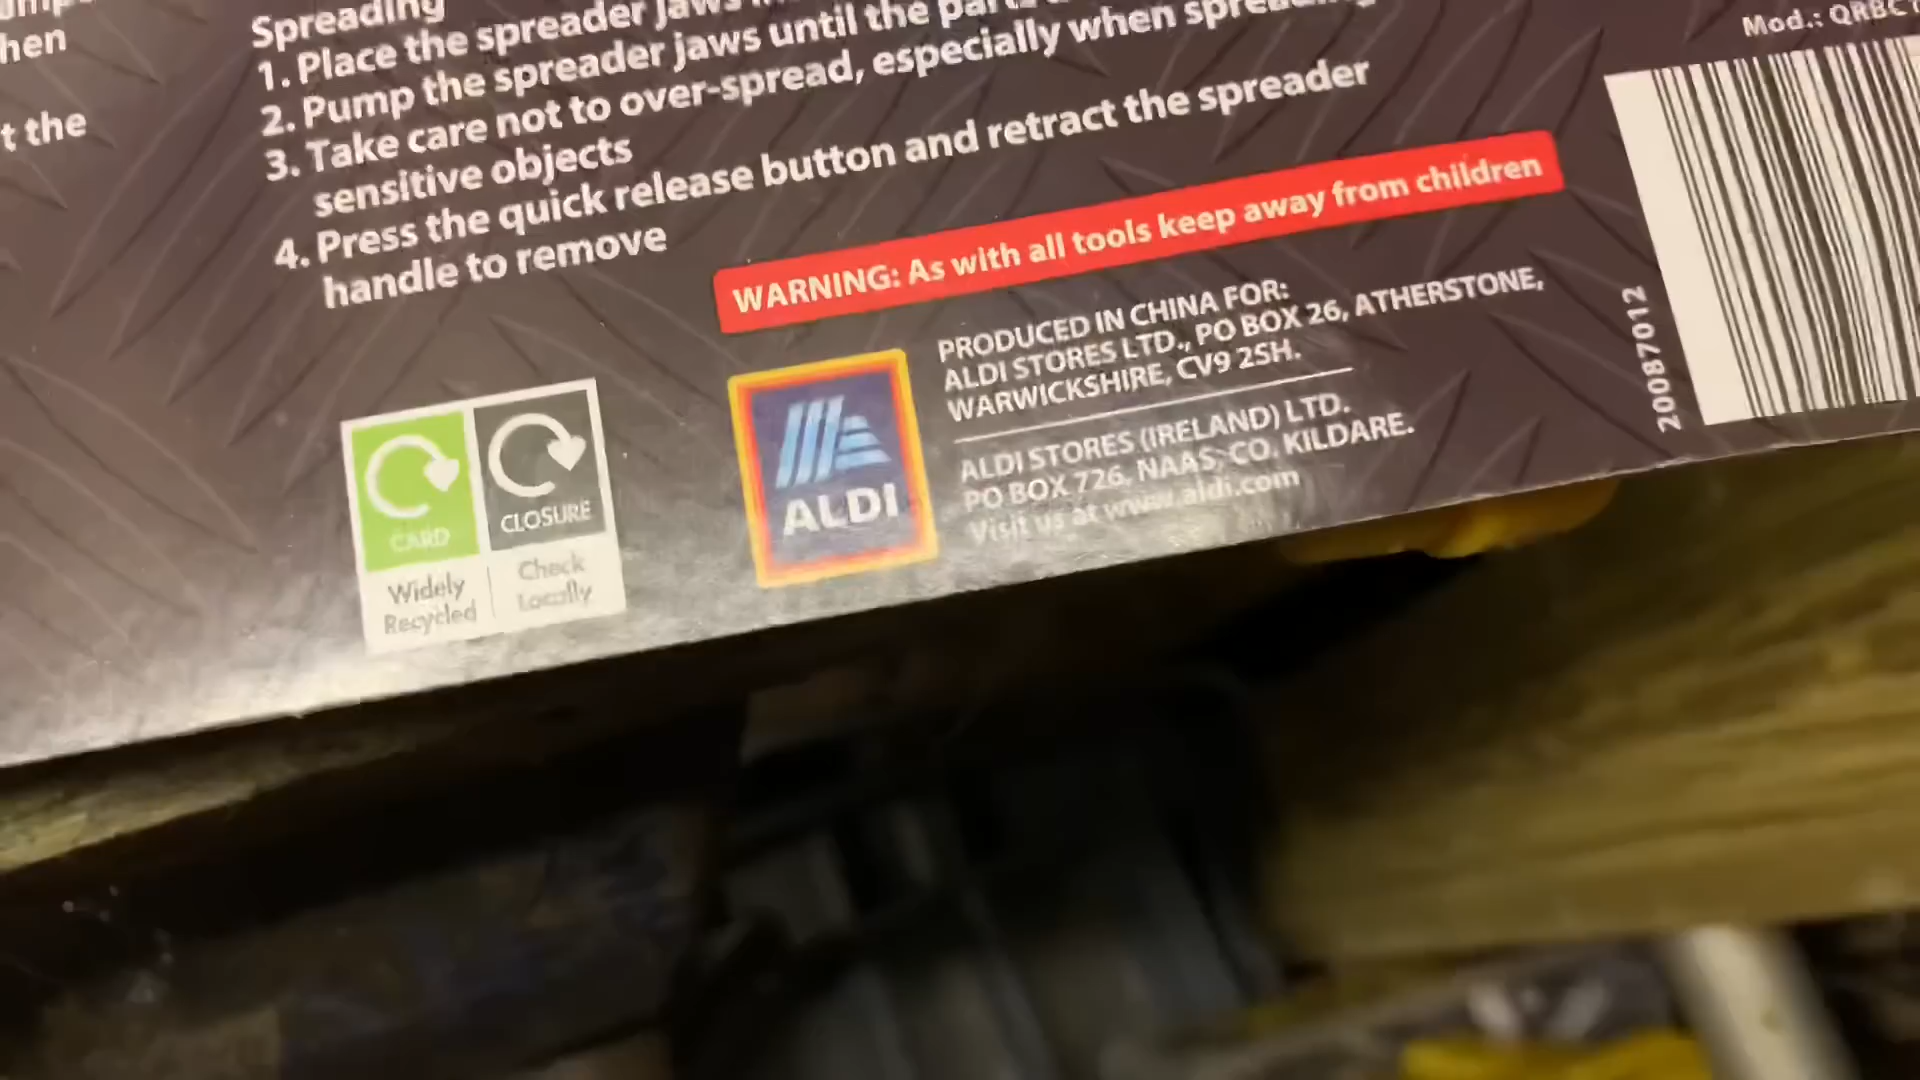 hen
t the
Spreading
1. Place the spreader jaws
2. Pump the spreader jaws until the
3. Take care not to over-spread, especially when
sensitive objects
4. Press the quick release button and retract the spreader
handle to remove
WARNING: As with all tools keep away from children
PRODUCED IN CHINA FOR:
ALDI STORES LTD., PO BOX 26, ATHERSTONE,
WARWICKSHIRE, CV9 2SH.
ALDI STORES (IRELAND) LTD.
PO BOX 726, NAAS, CO. KILDARE.
Visit us at www.aldi.com
ALDI
CARD
CLOSURE
Widely
Recycled
Check
Locally
Mod.: QRBCT
20087012